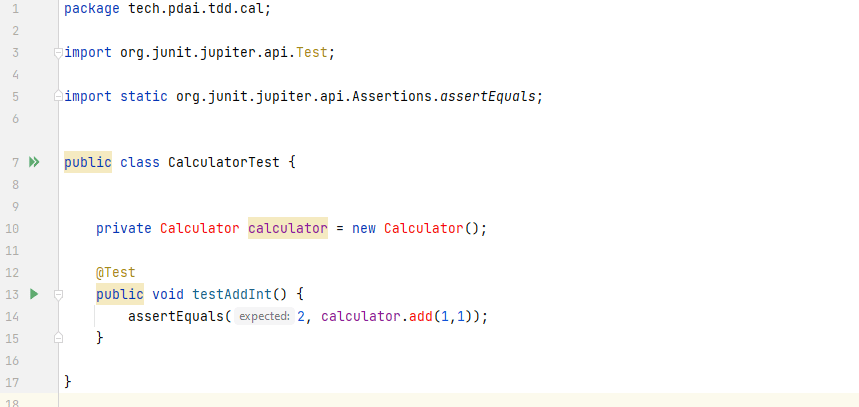 1 package tech.pdai.tdd.cal;
2
3 import org.junit.jupiter.api.Test;
4
5 import static org.junit.jupiter.api.Assertions.assertEquals;
6
7 public class CalculatorTest {
8
9
10 private Calculator calculator = new Calculator();
11
12 @Test
13 public void testAddInt() {
14 assertEquals( expected: 2, calculator.add(1,1));
15 }
16
17 }
18